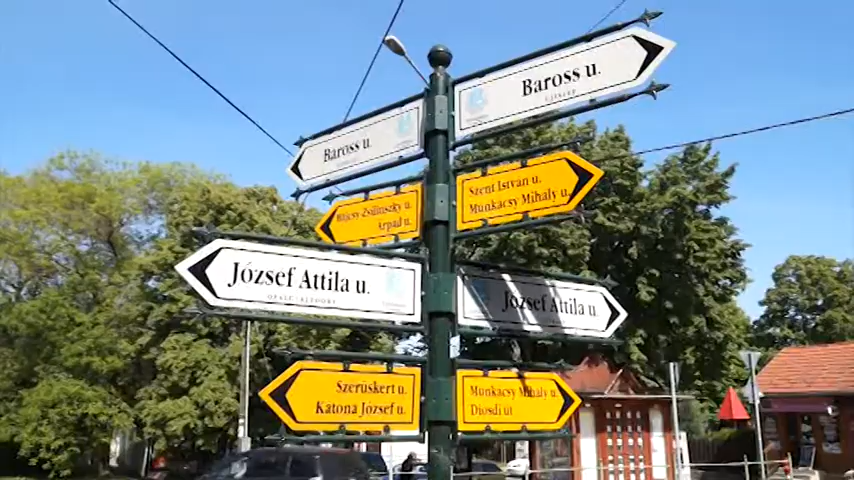 Baross u.
Baross u.
Szent István u.
Munkácsy Mihály u.
Bajcsy Zsilinszky u.
Árpád u.
József Attila u.
József Attila u.
Szerűskert u.
Katona József u.
Munkácsy Mihály u.
Diósdi út